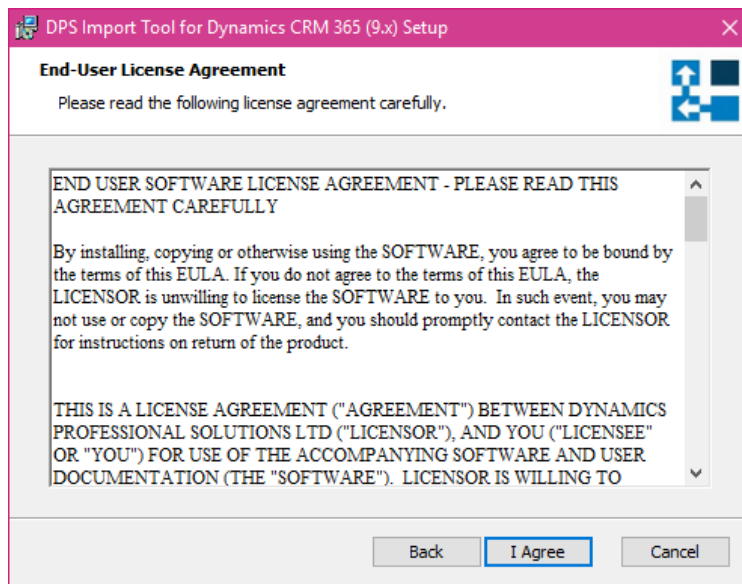 DPS Import Tool for Dynamics CRM 365 (9.x) Setup
End-User License Agreement
Please read the following license agreement carefully.
END USER SOFTWARE LICENSE AGREEMENT - PLEASE READ THIS
AGREEMENT CAREFULLY
By installing, copying or otherwise using the SOFTWARE, you agree to be bound by
the terms of this EULA. If you do not agree to the terms of this EULA, the
LICENSOR is unwilling to license the SOFTWARE to you.  In such event, you may
not use or copy the SOFTWARE, and you should promptly contact the LICENSOR
for instructions on return of the product.
THIS IS A LICENSE AGREEMENT ("AGREEMENT") BETWEEN DYNAMICS
PROFESSIONAL SOLUTIONS LTD ("LICENSOR"), AND YOU ("LICENSEE"
OR "YOU") FOR USE OF THE ACCOMPANYING SOFTWARE AND USER
DOCUMENTATION (THE "SOFTWARE").  LICENSOR IS WILLING TO
Back
I Agree
Cancel